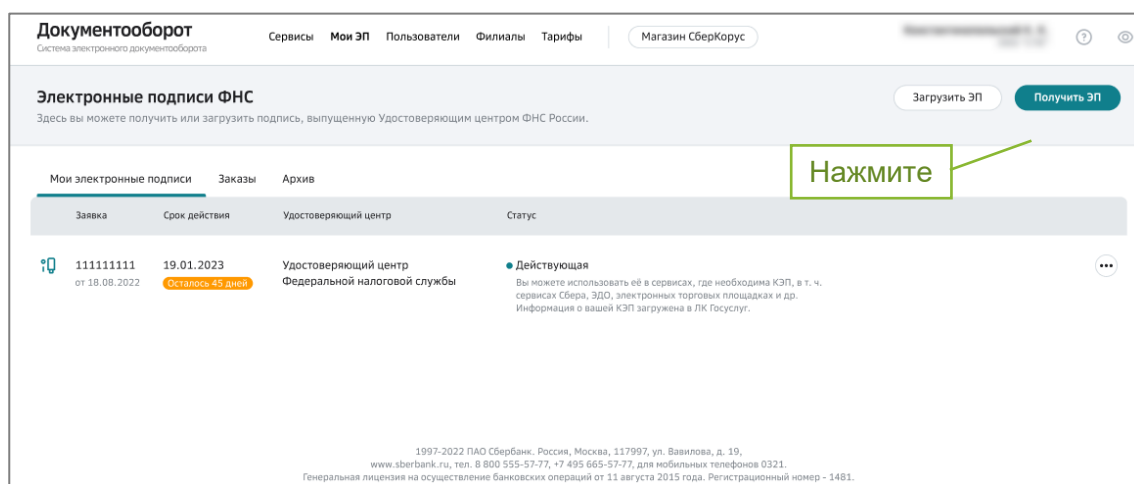 Документооборот
Система электронного документооборота
Сервисы Мои ЭП Пользователи Филиалы Тарифы Магазин СберКорус
Электронные подписи ФНС
Здесь вы можете получить или загрузить подпись, выпущенную Удостоверяющим центром ФНС России.
Загрузить ЭП Получить ЭП
Нажмите
Мои электронные подписи Заказы Архив
Заявка Срок действия Удостоверяющий центр Статус
111111111 19.01.2023 Удостоверяющий центр Действующая
от 18.08.2022 Осталось 45 дней Федеральной налоговой службы
Вы можете использовать её в сервисах, где необходима КЭП, в т. ч.
сервисах Сбера, ЭДО, электронных торговых площадках и др.
Информация о вашей КЭП загружена в ЛК Госуслуг.
1997-2022 ПАО Сбербанк. Россия, Москва, 117997, ул. Вавилова, д. 19,
www.sberbank.ru, тел. 8 800 555-57-77, +7 495 665-57-77, для мобильных телефонов 0321.
Генеральная лицензия на осуществление банковских операций от 11 августа 2015 года. Регистрационный номер - 1481.